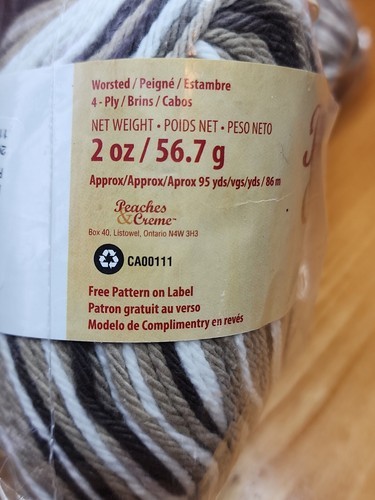 Worsted / Peigné / Estambre
4 - Ply / Brins / Cabos
NET WEIGHT • POIDS NET • PESO NETO
2 oz / 56.7 g
Approx/Approx/Aprox 95 yds/vgs/yds / 86 m
Peaches
& Creme™
Box 40, Listowel, Ontario N4W 3H3
CA00111
Free Pattern on Label
Patron gratuit au verso
Modelo de Complimentry en revés